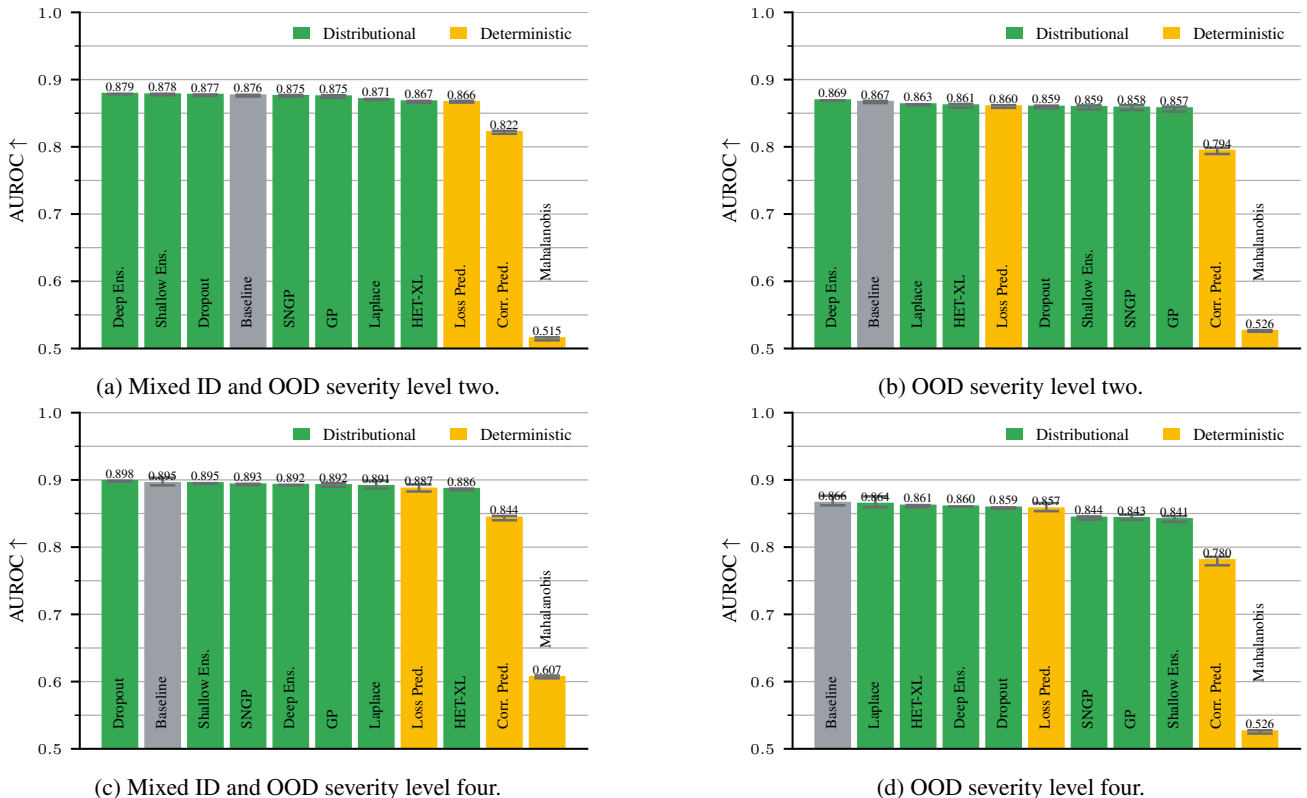 1.0
0.9
0.8
0.7
0.6
0.5
AUROC ↑
Distributional
Deterministic
0.879
0.878
0.877
0.876
0.875
0.875
0.871
0.867
0.866
0.822
0.515
Deep Ens.
Shallow Ens.
Dropout
Baseline
SNGP
GP
Laplace
HET-XL
Loss Pred.
Corr. Pred.
Mahalanobis
(a) Mixed ID and OOD severity level two.
1.0
0.9
0.8
0.7
0.6
0.5
AUROC ↑
Distributional
Deterministic
0.869
0.867
0.863
0.861
0.860
0.859
0.859
0.858
0.857
0.794
0.526
Deep Ens.
Baseline
Laplace
HET-XL
Loss Pred.
Dropout
Shallow Ens.
SNGP
GP
Corr. Pred.
Mahalanobis
(b) OOD severity level two.
1.0
0.9
0.8
0.7
0.6
0.5
AUROC ↑
Distributional
Deterministic
0.898
0.895
0.895
0.893
0.892
0.892
0.891
0.887
0.886
0.844
0.607
Dropout
Baseline
Shallow Ens.
SNGP
Deep Ens.
GP
Laplace
Loss Pred.
HET-XL
Corr. Pred.
Mahalanobis
(c) Mixed ID and OOD severity level four.
1.0
0.9
0.8
0.7
0.6
0.5
AUROC ↑
Distributional
Deterministic
0.866
0.864
0.861
0.860
0.859
0.857
0.844
0.843
0.841
0.780
0.526
Baseline
Laplace
HET-XL
Deep Ens.
Dropout
Loss Pred.
SNGP
GP
Shallow Ens.
Corr. Pred.
Mahalanobis
(d) OOD severity level four.